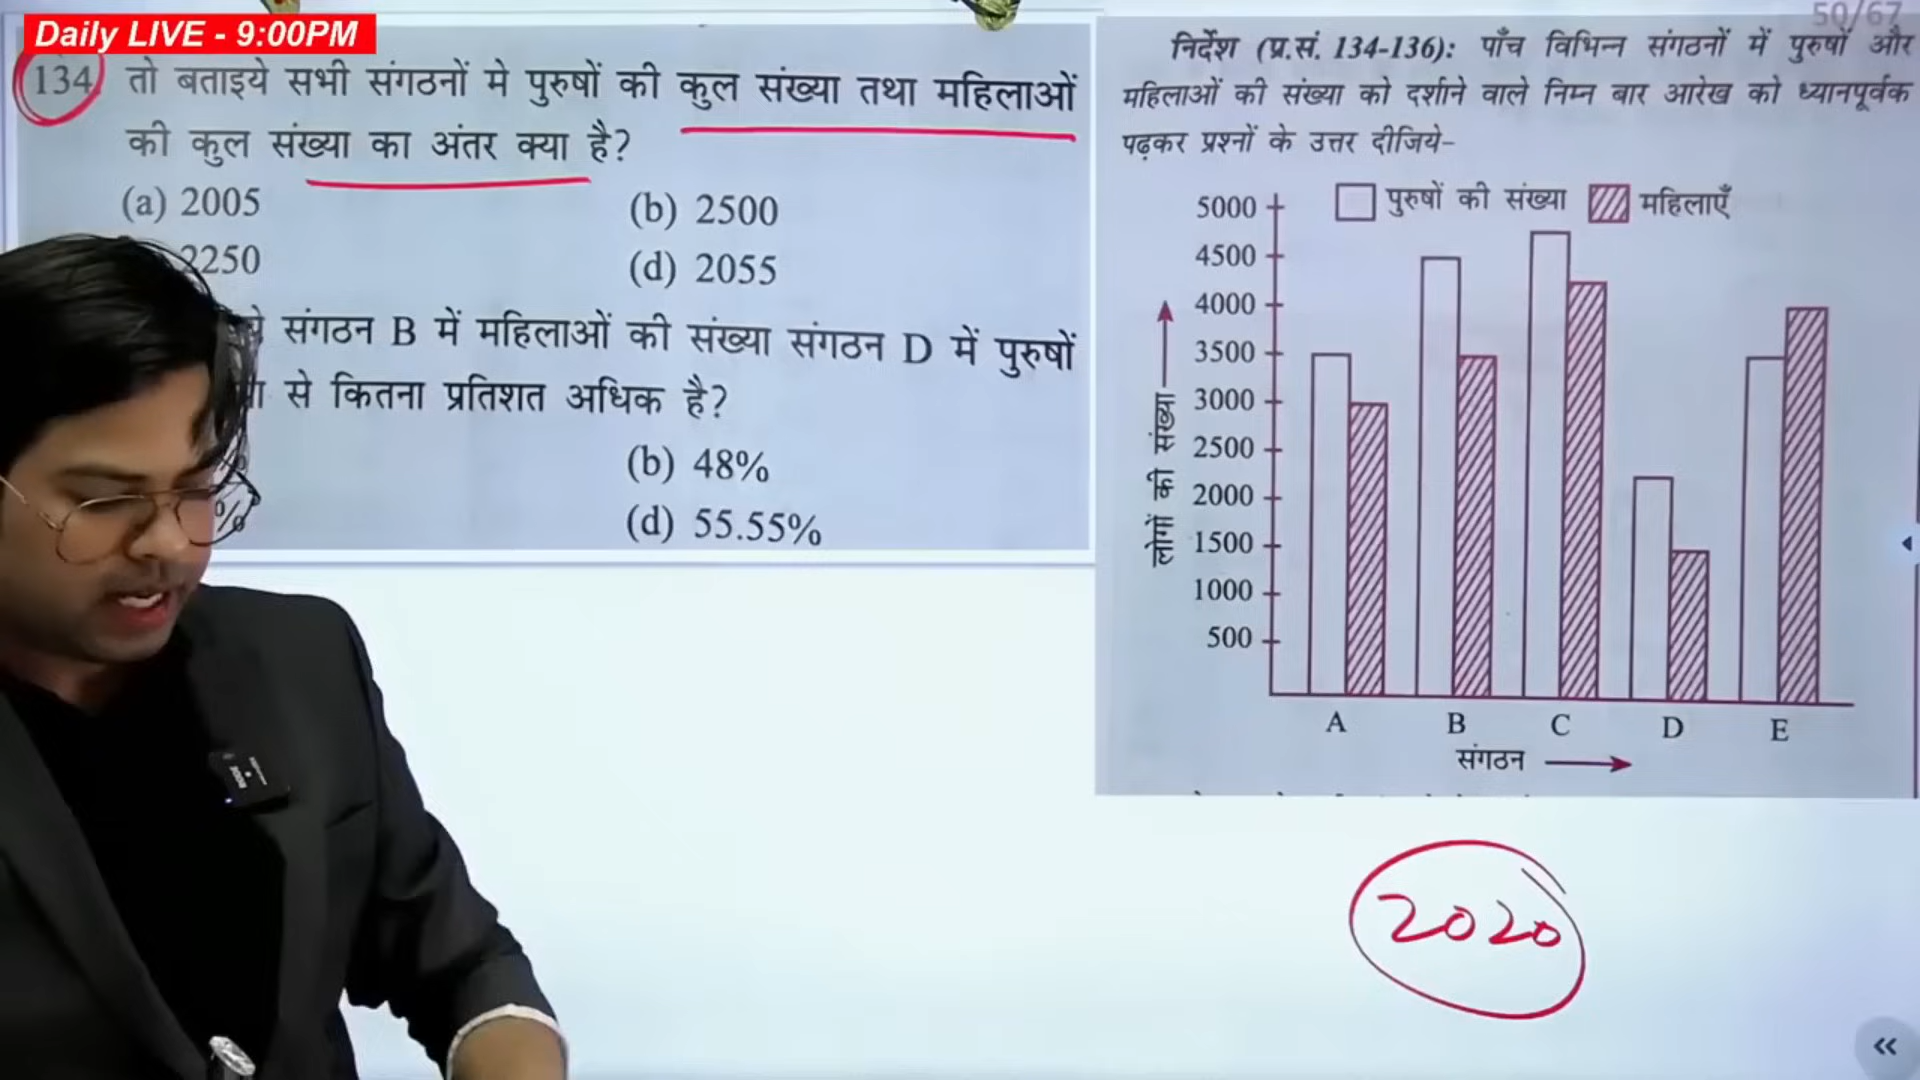 Daily LIVE - 9:00PM
50/67
134 तो बताइये सभी संगठनों मे पुरुषों की कुल संख्या तथा महिलाओं
की कुल संख्या का अंतर क्या है?
(a) 2005
(b) 2500
2250
(d) 2055
संगठन B में महिलाओं की संख्या संगठन D में पुरुषों
से कितना प्रतिशत अधिक है?
(b) 48%
%
(d) 55.55%
निर्देश (प्र.सं. 134-136): पाँच विभिन्न संगठनों में पुरुषों और
महिलाओं की संख्या को दर्शाने वाले निम्न बार आरेख को ध्यानपूर्वक
पढ़कर प्रश्नों के उत्तर दीजिये-
पुरुषों की संख्या महिलाएँ
5000
4500
4000
3500
3000
2500
2000
1500
1000
500
लोगों की संख्या
A B C D E
संगठन
2020